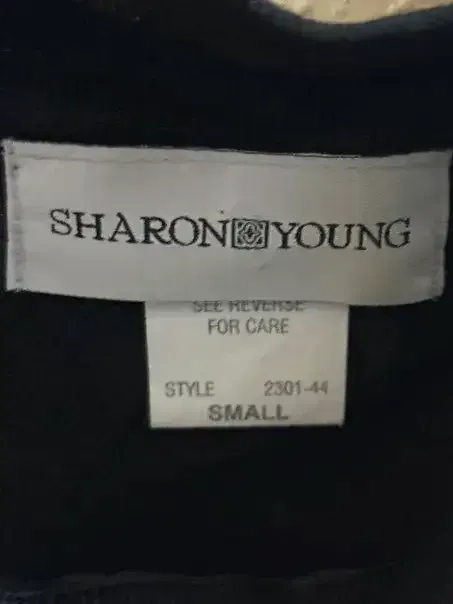 SHARON YOUNG
SEE REVERSE
FOR CARE
STYLE 2301-44
SMALL